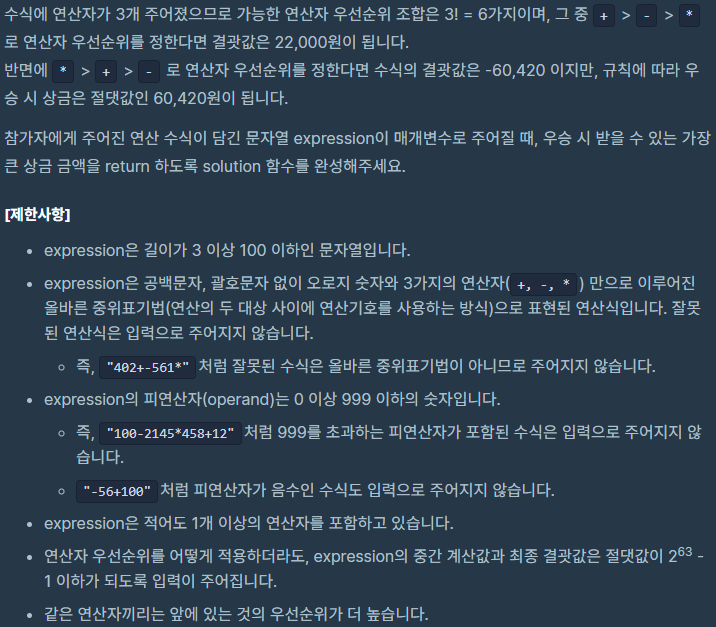 수식에 연산자가 3개 주어졌으므로 가능한 연산자 우선순위 조합은 3! = 6가지이며, 그 중 + > - > *
로 연산자 우선순위를 정한다면 결괏값은 22,000원이 됩니다.
반면에 * > + > - 로 연산자 우선순위를 정한다면 수식의 결괏값은 -60,420 이지만, 규칙에 따라 우
승 시 상금은 절댓값인 60,420원이 됩니다.
참가자에게 주어진 연산 수식이 담긴 문자열 expression이 매개변수로 주어질 때, 우승 시 받을 수 있는 가장
큰 상금 금액을 return 하도록 solution 함수를 완성해주세요.
[제한사항]
• expression은 길이가 3 이상 100 이하인 문자열입니다.
• expression은 공백문자, 괄호문자 없이 오로지 숫자와 3가지의 연산자(+, -, *) 만으로 이루어진
올바른 중위표기법(연산의 두 대상 사이에 연산기호를 사용하는 방식)으로 표현된 연산식입니다. 잘못
된 연산식은 입력으로 주어지지 않습니다.
◦ 즉, "402+-561*"처럼 잘못된 수식은 올바른 중위표기법이 아니므로 주어지지 않습니다.
• expression의 피연산자(operand)는 0 이상 999 이하의 숫자입니다.
◦ 즉, "100-2145*458+12"처럼 999를 초과하는 피연산자가 포함된 수식은 입력으로 주어지지 않
습니다.
◦ "-56+100"처럼 피연산자가 음수인 수식도 입력으로 주어지지 않습니다.
• expression은 적어도 1개 이상의 연산자를 포함하고 있습니다.
• 연산자 우선순위를 어떻게 적용하더라도, expression의 중간 계산값과 최종 결괏값은 절댓값이 2⁶³ -
1 이하가 되도록 입력이 주어집니다.
• 같은 연산자끼리는 앞에 있는 것의 우선순위가 더 높습니다.